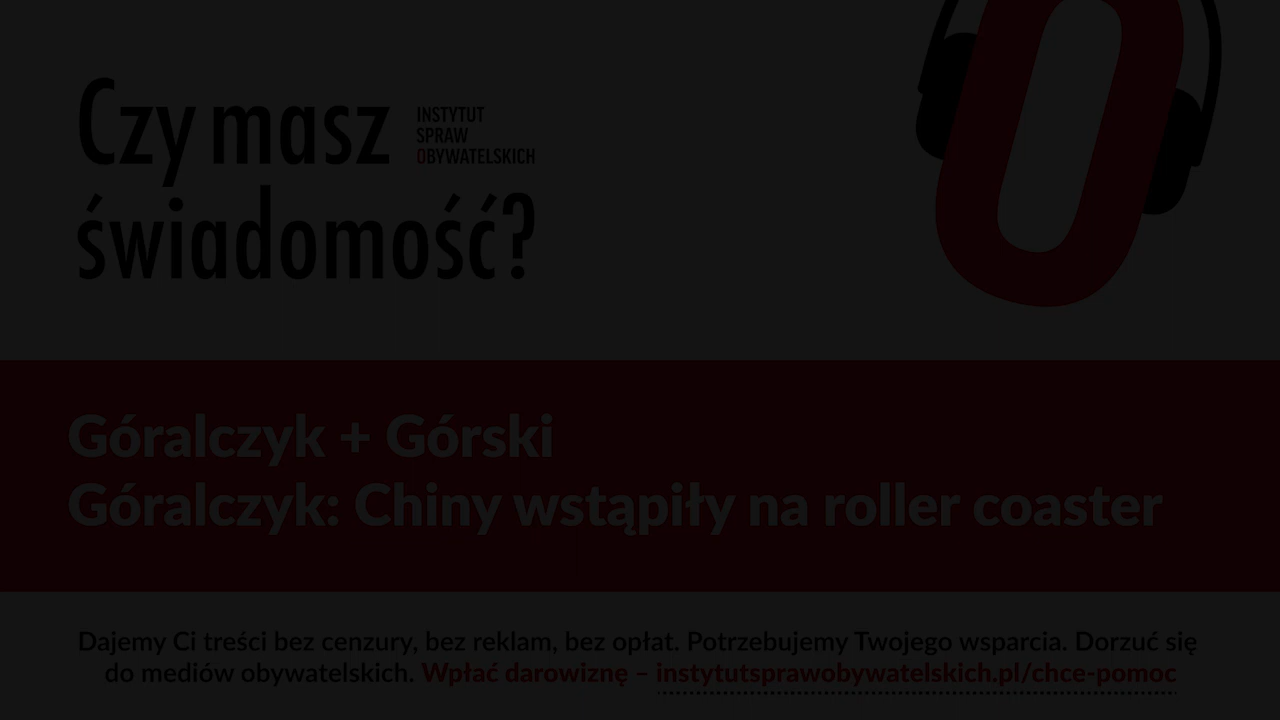 Czy masz
świadomość?
INSTYTUT
SPRAW
OBYWATELSKICH
Góralczyk + Górski
Góralczyk: Chiny wstąpiły na roller coaster
Dajemy Ci treści bez cenzury, bez reklam, bez opłat. Potrzebujemy Twojego wsparcia. Dorzuć się
do mediów obywatelskich. Wpłać darowiznę – instytutsprawobywatelskich.pl/chce-pomoc